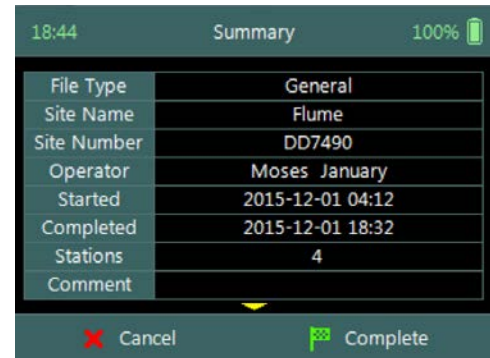 18:44 Summary 100%
File Type General
Site Name Flume
Site Number DD7490
Operator Moses January
Started 2015-12-01 04:12
Completed 2015-12-01 18:32
Stations 4
Comment
Cancel Complete